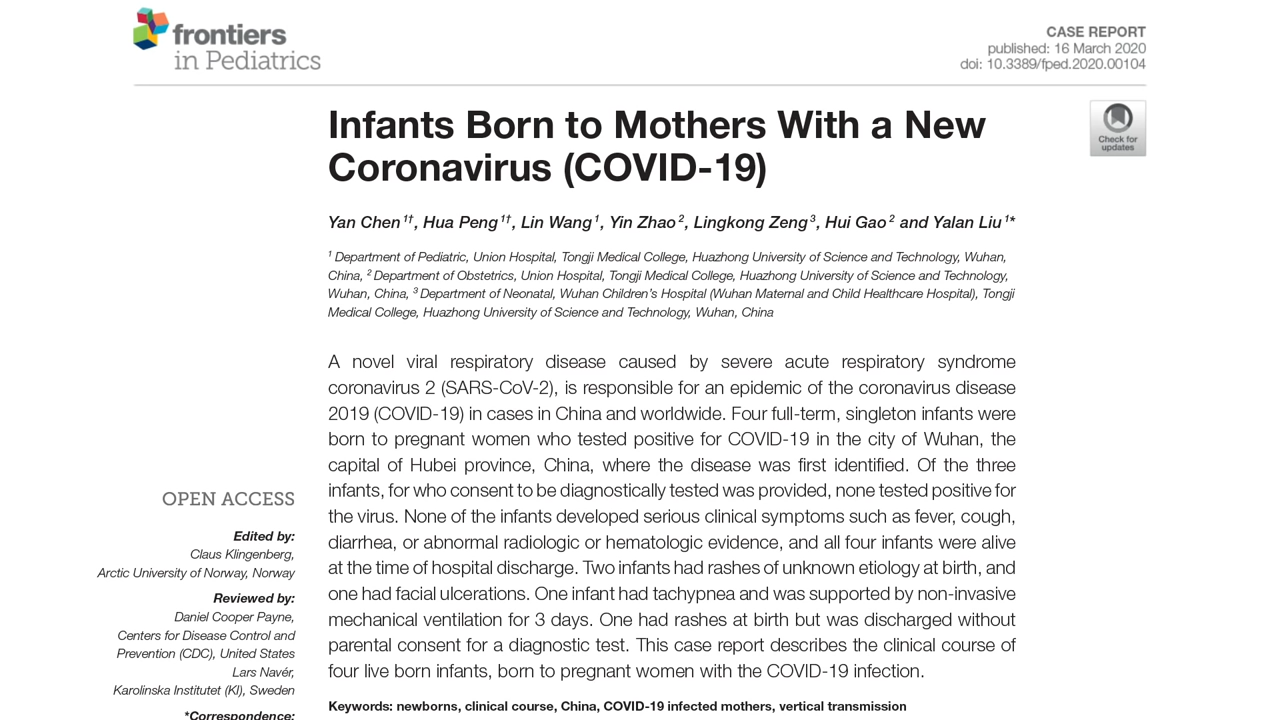 frontiers
in Pediatrics
CASE REPORT
published: 16 March 2020
doi: 10.3389/fped.2020.00104
Check for
updates
Infants Born to Mothers With a New
Coronavirus (COVID-19)
Yan Chen 1†, Hua Peng 1†, Lin Wang 1, Yin Zhao 2, Lingkong Zeng 3, Hui Gao 2 and Yalan Liu 1*
1 Department of Pediatric, Union Hospital, Tongji Medical College, Huazhong University of Science and Technology, Wuhan,
China, 2 Department of Obstetrics, Union Hospital, Tongji Medical College, Huazhong University of Science and Technology,
Wuhan, China, 3 Department of Neonatal, Wuhan Children's Hospital (Wuhan Maternal and Child Healthcare Hospital), Tongji
Medical College, Huazhong University of Science and Technology, Wuhan, China
A novel viral respiratory disease caused by severe acute respiratory syndrome
coronavirus 2 (SARS-CoV-2), is responsible for an epidemic of the coronavirus disease
2019 (COVID-19) in cases in China and worldwide. Four full-term, singleton infants were
born to pregnant women who tested positive for COVID-19 in the city of Wuhan, the
capital of Hubei province, China, where the disease was first identified. Of the three
infants, for who consent to be diagnostically tested was provided, none tested positive for
the virus. None of the infants developed serious clinical symptoms such as fever, cough,
diarrhea, or abnormal radiologic or hematologic evidence, and all four infants were alive
at the time of hospital discharge. Two infants had rashes of unknown etiology at birth, and
one had facial ulcerations. One infant had tachypnea and was supported by non-invasive
mechanical ventilation for 3 days. One had rashes at birth but was discharged without
parental consent for a diagnostic test. This case report describes the clinical course of
four live born infants, born to pregnant women with the COVID-19 infection.
Keywords: newborns, clinical course, China, COVID-19 infected mothers, vertical transmission
OPEN ACCESS
Edited by:
Claus Klingenberg,
Arctic University of Norway, Norway
Reviewed by:
Daniel Cooper Payne,
Centers for Disease Control and
Prevention (CDC), United States
Lars Navér,
Karolinska Institutet (KI), Sweden
*Correspondence: